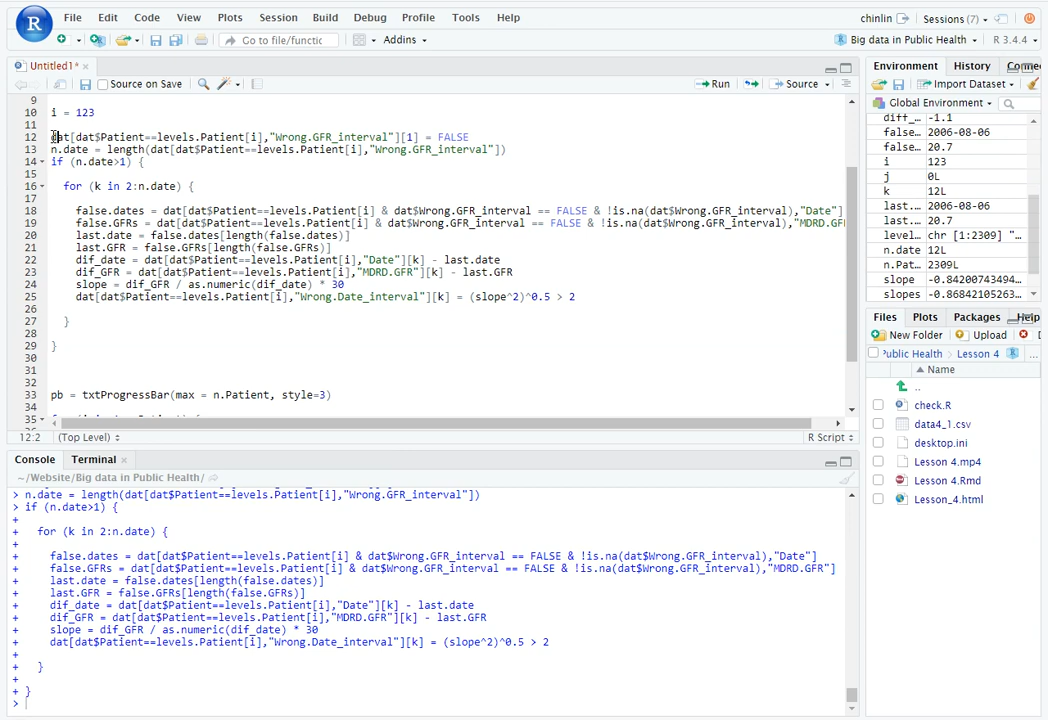 File Edit Code View Plots Session Build Debug Profile Tools Help
chinlin Sessions (7)
Go to file/functic Addins Big data in Public Health R 3.4.4
Untitled1*
Source on Save Run Source
9
10 i = 123
11
12 dat[dat$Patient==levels.Patient[i],"Wrong.GFR_interval"][1] = FALSE
13 n.date = length(dat[dat$Patient==levels.Patient[i],"Wrong.GFR_interval"])
14 if (n.date>1) {
15
16 for (k in 2:n.date) {
17
18 false.dates = dat[dat$Patient==levels.Patient[i] & dat$Wrong.GFR_interval == FALSE & !is.na(dat$Wrong.GFR_interval),"Date"]
19 false.GFRs = dat[dat$Patient==levels.Patient[i] & dat$Wrong.GFR_interval == FALSE & !is.na(dat$Wrong.GFR_interval),"MDRD.GF
20 last.date = false.dates[length(false.dates)]
21 last.GFR = false.GFRs[length(false.GFRs)]
22 dif_date = dat[dat$Patient==levels.Patient[i],"Date"][k] - last.date
23 dif_GFR = dat[dat$Patient==levels.Patient[i],"MDRD.GFR"][k] - last.GFR
24 slope = dif_GFR / as.numeric(dif_date) * 30
25 dat[dat$Patient==levels.Patient[i],"Wrong.Date_interval"][k] = (slope^2)^0.5 > 2
26
27 }
28
29 }
30
31
32
33 pb = txtProgressBar(max = n.Patient, style=3)
34
35
12:2 (Top Level) R Script
Console Terminal
~/Website/Big data in Public Health/
> n.date = length(dat[dat$Patient==levels.Patient[i],"Wrong.GFR_interval"])
> if (n.date>1) {
+
+ for (k in 2:n.date) {
+
+ false.dates = dat[dat$Patient==levels.Patient[i] & dat$Wrong.GFR_interval == FALSE & !is.na(dat$Wrong.GFR_interval),"Date"]
+ false.GFRs = dat[dat$Patient==levels.Patient[i] & dat$Wrong.GFR_interval == FALSE & !is.na(dat$Wrong.GFR_interval),"MDRD.GFR"]
+ last.date = false.dates[length(false.dates)]
+ last.GFR = false.GFRs[length(false.GFRs)]
+ dif_date = dat[dat$Patient==levels.Patient[i],"Date"][k] - last.date
+ dif_GFR = dat[dat$Patient==levels.Patient[i],"MDRD.GFR"][k] - last.GFR
+ slope = dif_GFR / as.numeric(dif_date) * 30
+ dat[dat$Patient==levels.Patient[i],"Wrong.Date_interval"][k] = (slope^2)^0.5 > 2
+
+ }
+
+ }
>
Environment History Conne
Import Dataset
Global Environment
diff_… -1.1
false… 2006-08-06
false… 20.7
i 123
j 0L
k 12L
last.… 2006-08-06
last.… 20.7
level… chr [1:2309] "…
n.date 12L
n.Pat… 2309L
slope -0.84200743494…
slopes -0.86842105263…
Files Plots Packages Help
New Folder Upload
Public Health Lesson 4 ...
Name
..
check.R
data4_1.csv
desktop.ini
Lesson 4.mp4
Lesson 4.Rmd
Lesson_4.html